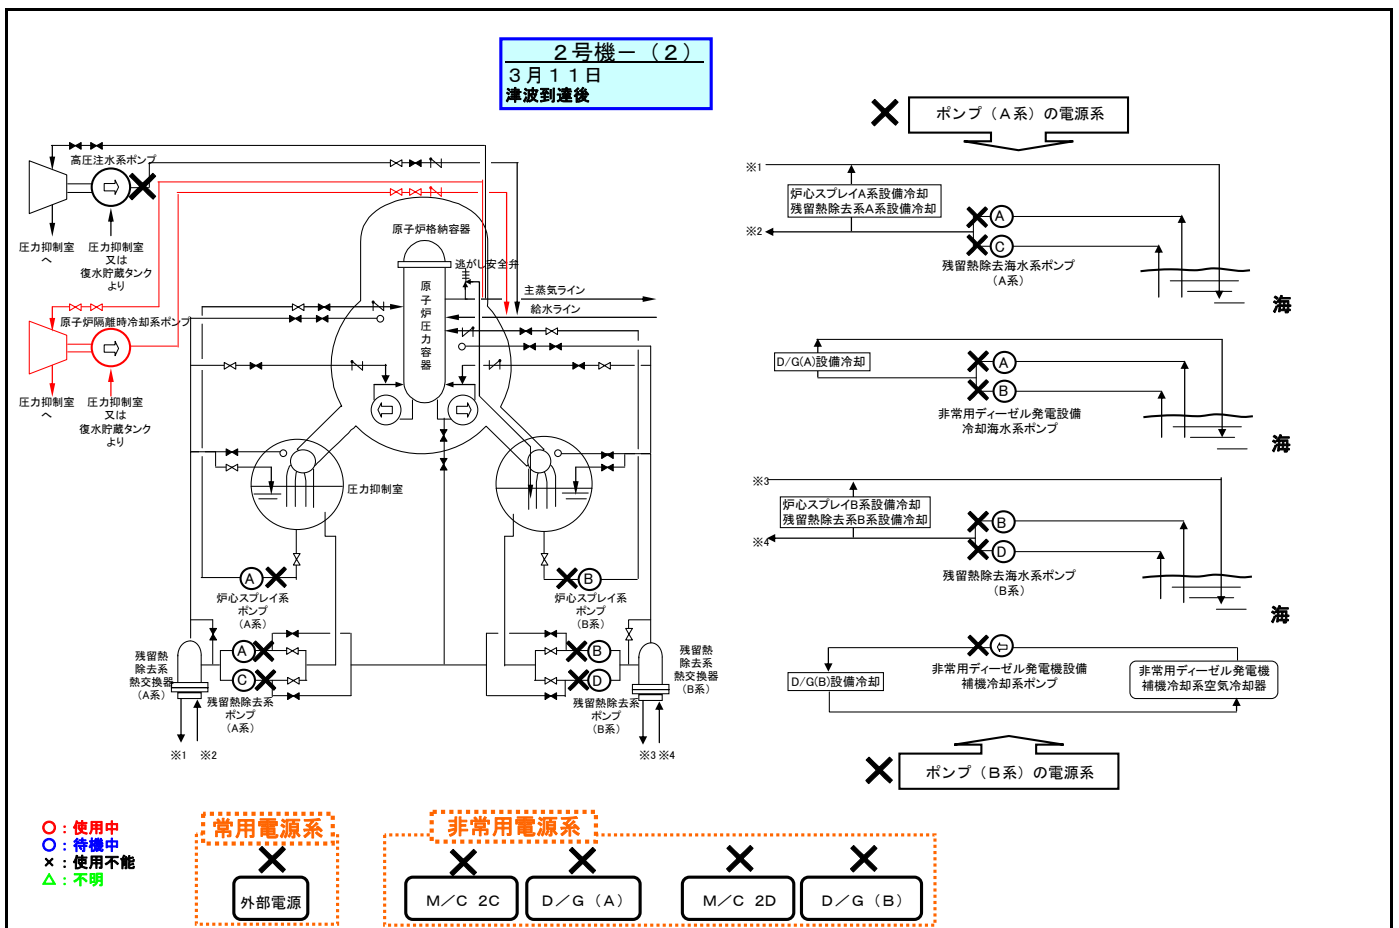 2号機－（2）
3月11日
津波到達後
高圧注水系ポンプ
圧力抑制室
へ
圧力抑制室
又は
復水貯蔵タンク
より
原子炉隔離時冷却系ポンプ
圧力抑制室
へ
圧力抑制室
又は
復水貯蔵タンク
より
原子炉格納容器
逃がし安全弁
原子炉圧力容器
主蒸気ライン
給水ライン
圧力抑制室
A
炉心スプレイ系
ポンプ
(A系)
B
炉心スプレイ系
ポンプ
(B系)
残留熱
除去系
熱交換器
(A系)
A
C
残留熱除去系
ポンプ
(A系)
※1
※2
B
D
残留熱除去系
ポンプ
(B系)
残留熱
除去系
熱交換器
(B系)
※3
※4
ポンプ（A系）の電源系
※1
炉心スプレイA系設備冷却
残留熱除去系A系設備冷却
※2
A
C
残留熱除去海水系ポンプ
(A系)
海
D/G(A)設備冷却
A
B
非常用ディーゼル発電設備
冷却海水系ポンプ
海
※3
炉心スプレイB系設備冷却
残留熱除去系B系設備冷却
※4
B
D
残留熱除去海水系ポンプ
(B系)
海
D/G(B)設備冷却
非常用ディーゼル発電機設備
補機冷却系ポンプ
非常用ディーゼル発電機
補機冷却系空気冷却器
ポンプ（B系）の電源系
○：使用中
○：待機中
×：使用不能
△：不明
常用電源系
外部電源
非常用電源系
M／C 2C
D／G（A）
M／C 2D
D／G（B）